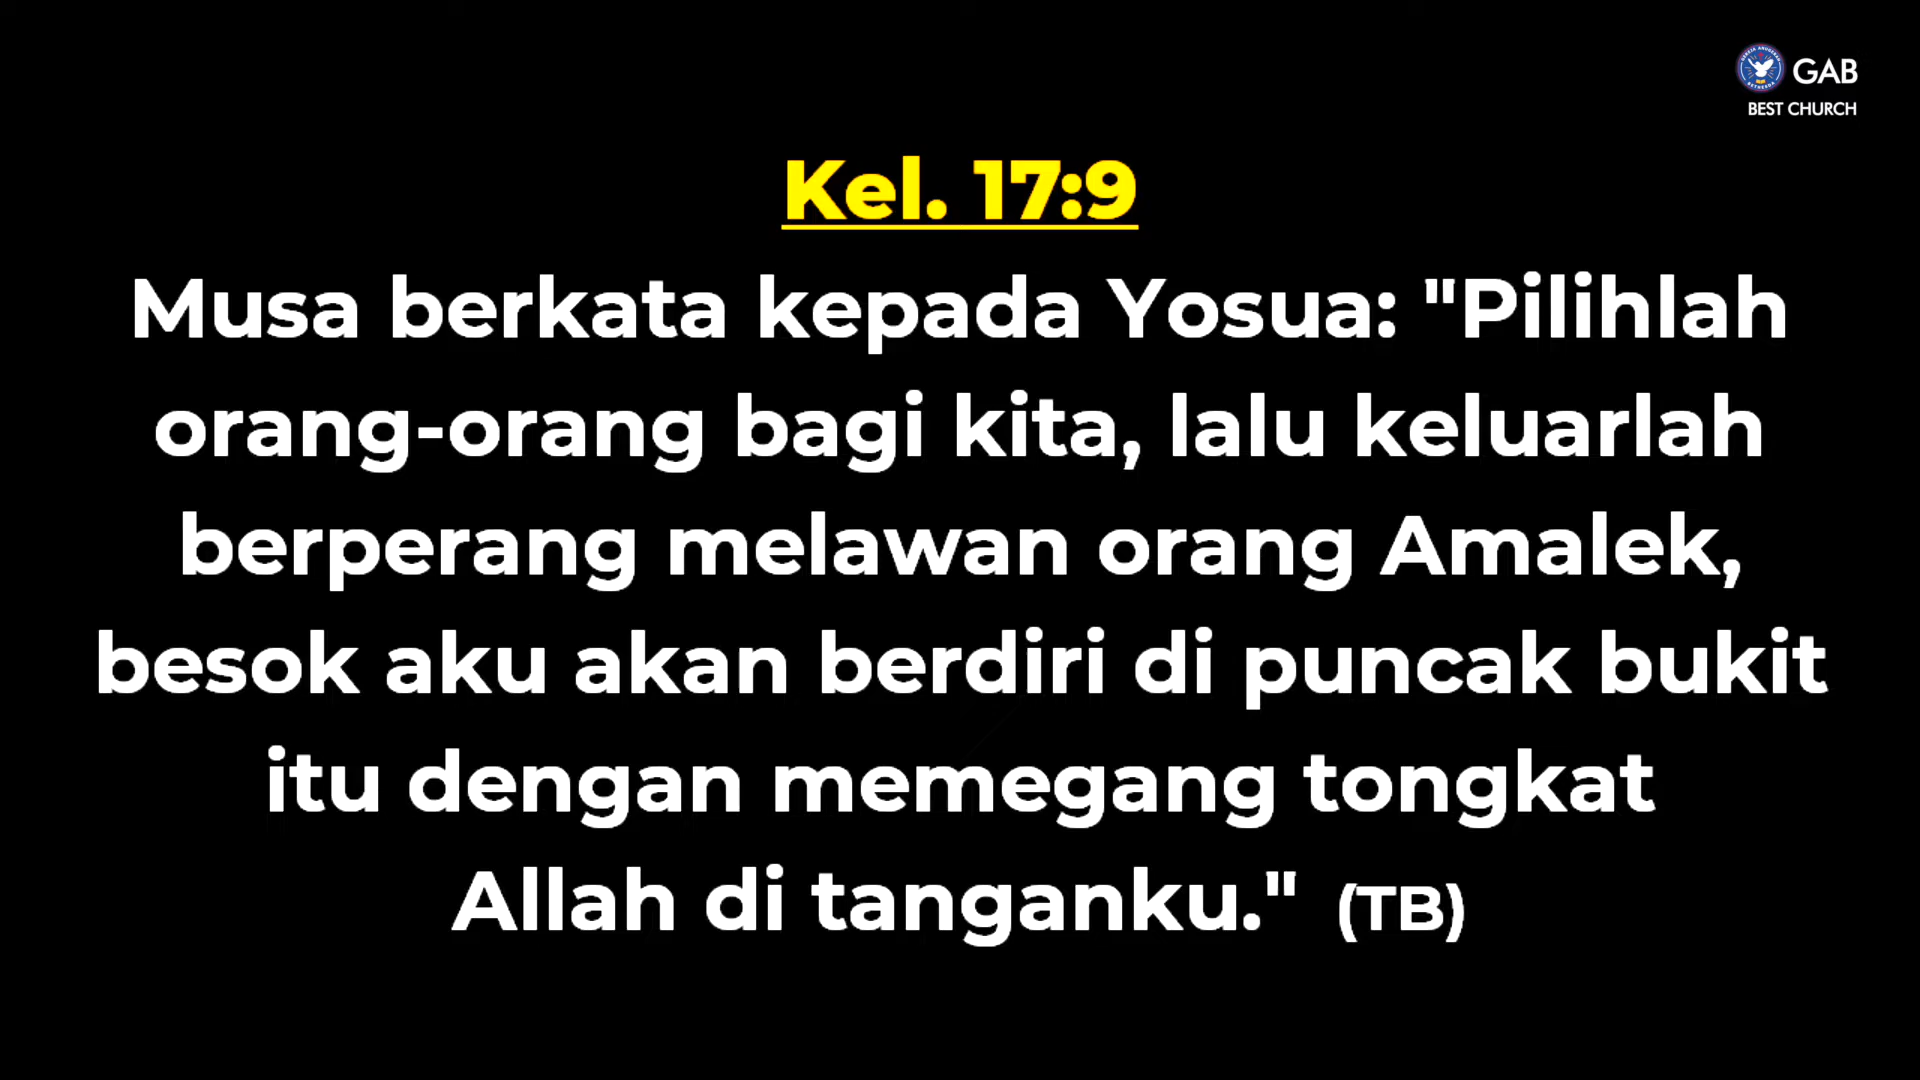 GAB
BEST CHURCH
Kel. 17:9
Musa berkata kepada Yosua: "Pilihlah
orang-orang bagi kita, lalu keluarlah
berperang melawan orang Amalek,
besok aku akan berdiri di puncak bukit
itu dengan memegang tongkat
Allah di tanganku." (TB)